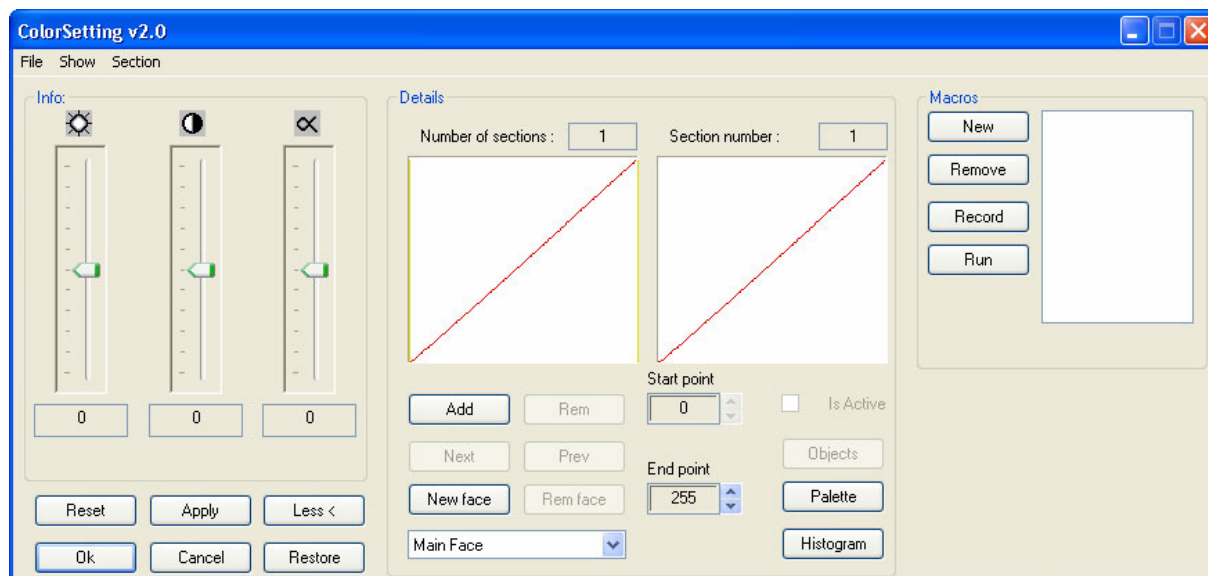 ColorSetting v2.0
File Show Section
Info:
0 0 0
Reset Apply Less <
Ok Cancel Restore
Details
Number of sections : 1 Section number : 1
Start point
Add Rem 0 Is Active
Next Prev Objects
End point
New face Rem face 255 Palette
Main Face Histogram
Macros
New
Remove
Record
Run